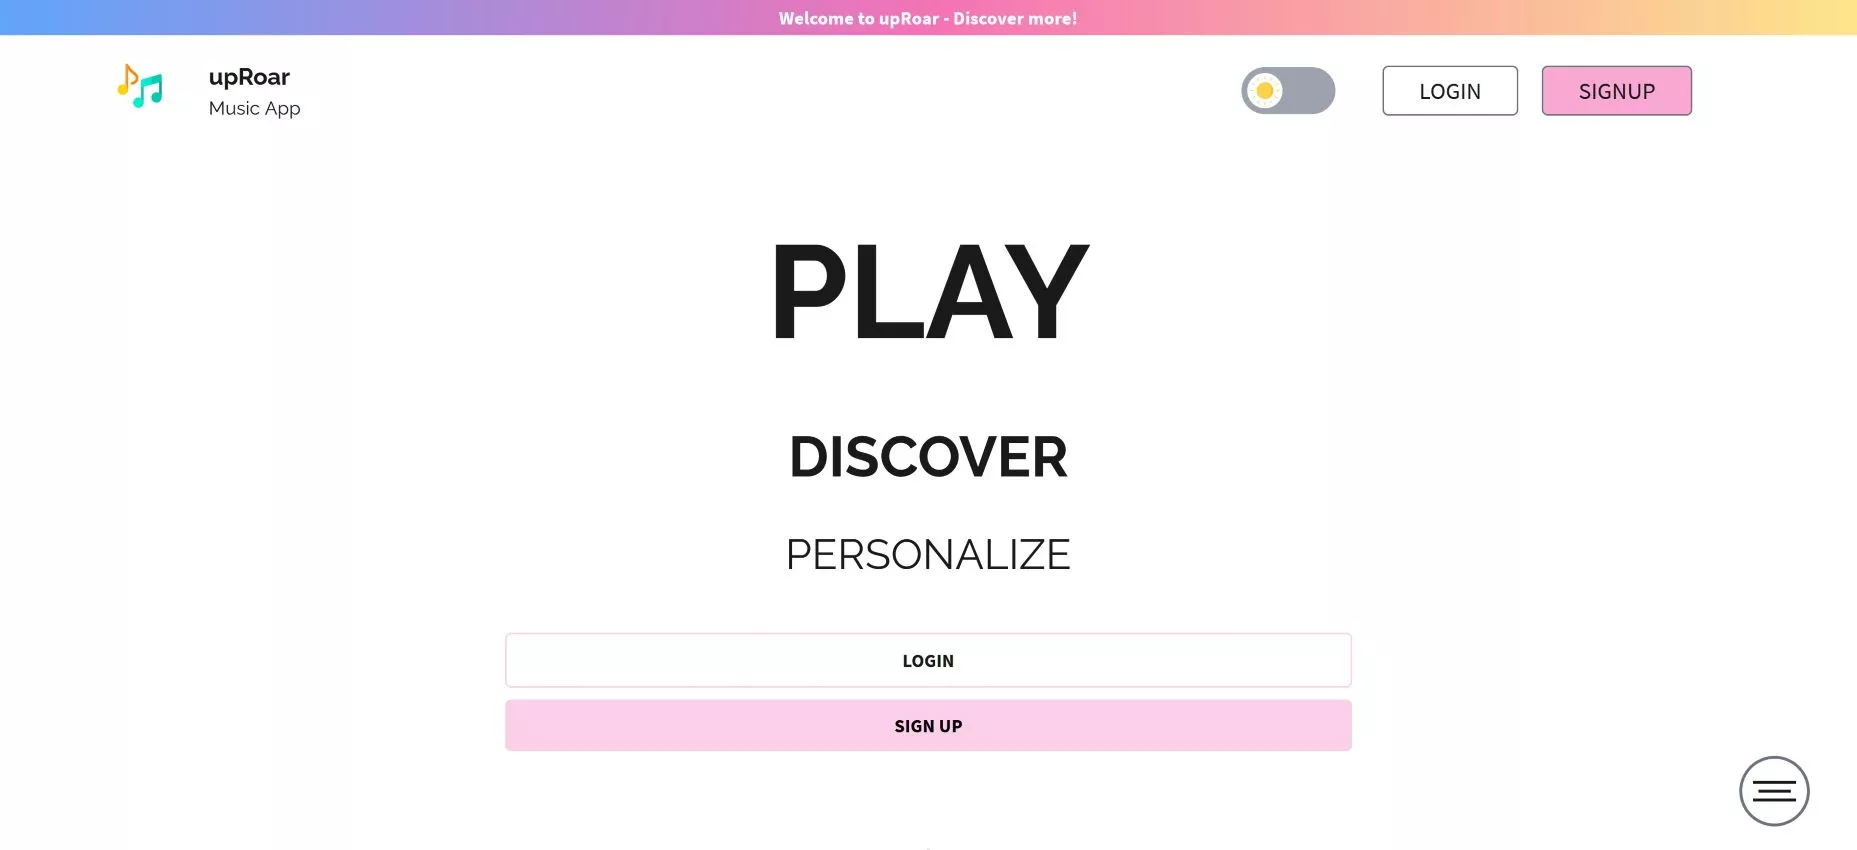 Welcome to upRoar - Discover more!
upRoar
Music App
LOGIN
SIGNUP
PLAY
DISCOVER
PERSONALIZE
LOGIN
SIGN UP